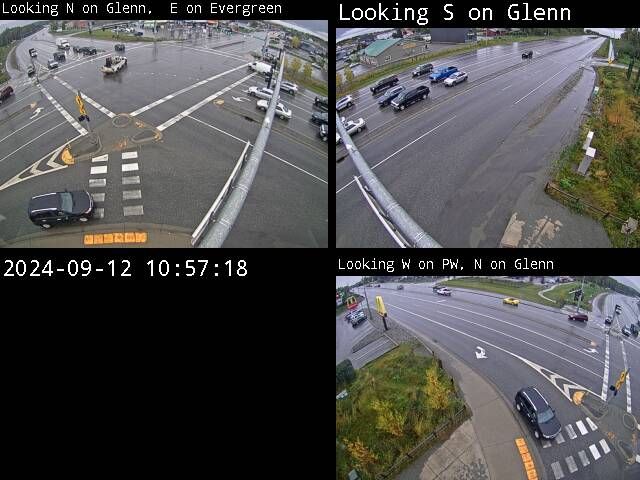 Looking N on Glenn,  E on Evergreen
Looking S on Glenn
2024-09-12 10:57:18
Looking W on PW, N on Glenn